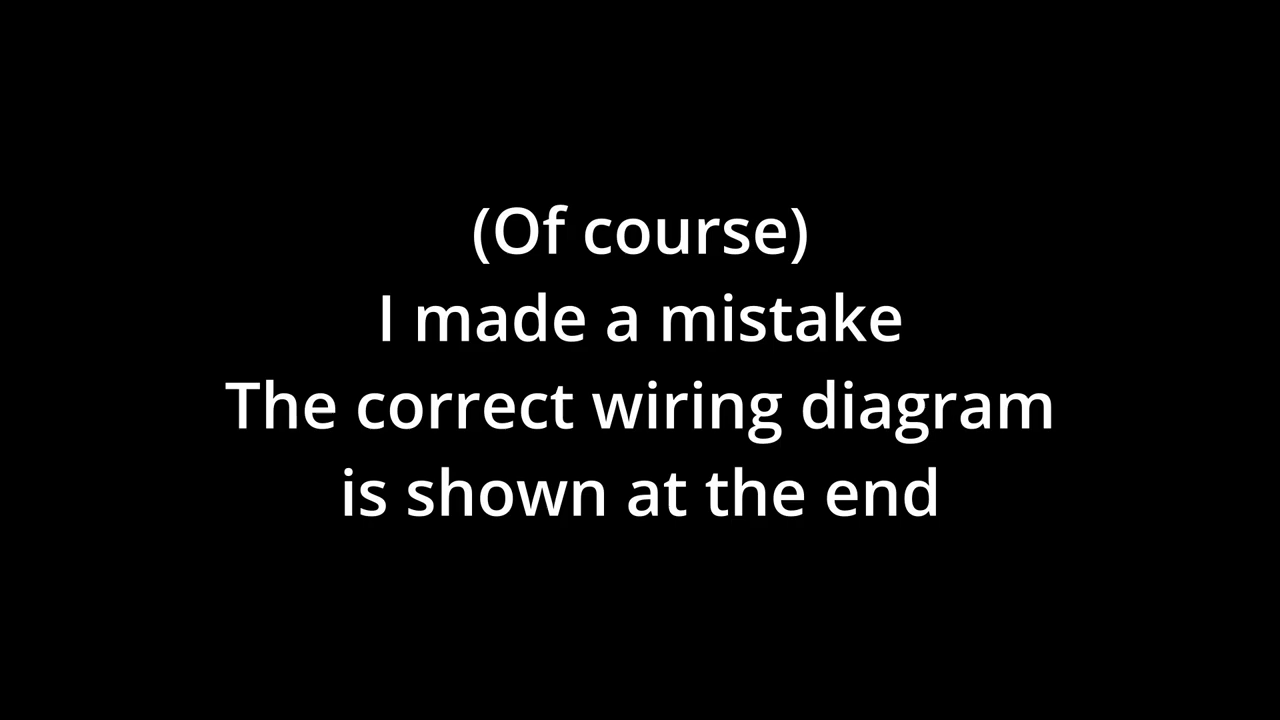 (Of course)
I made a mistake
The correct wiring diagram
is shown at the end